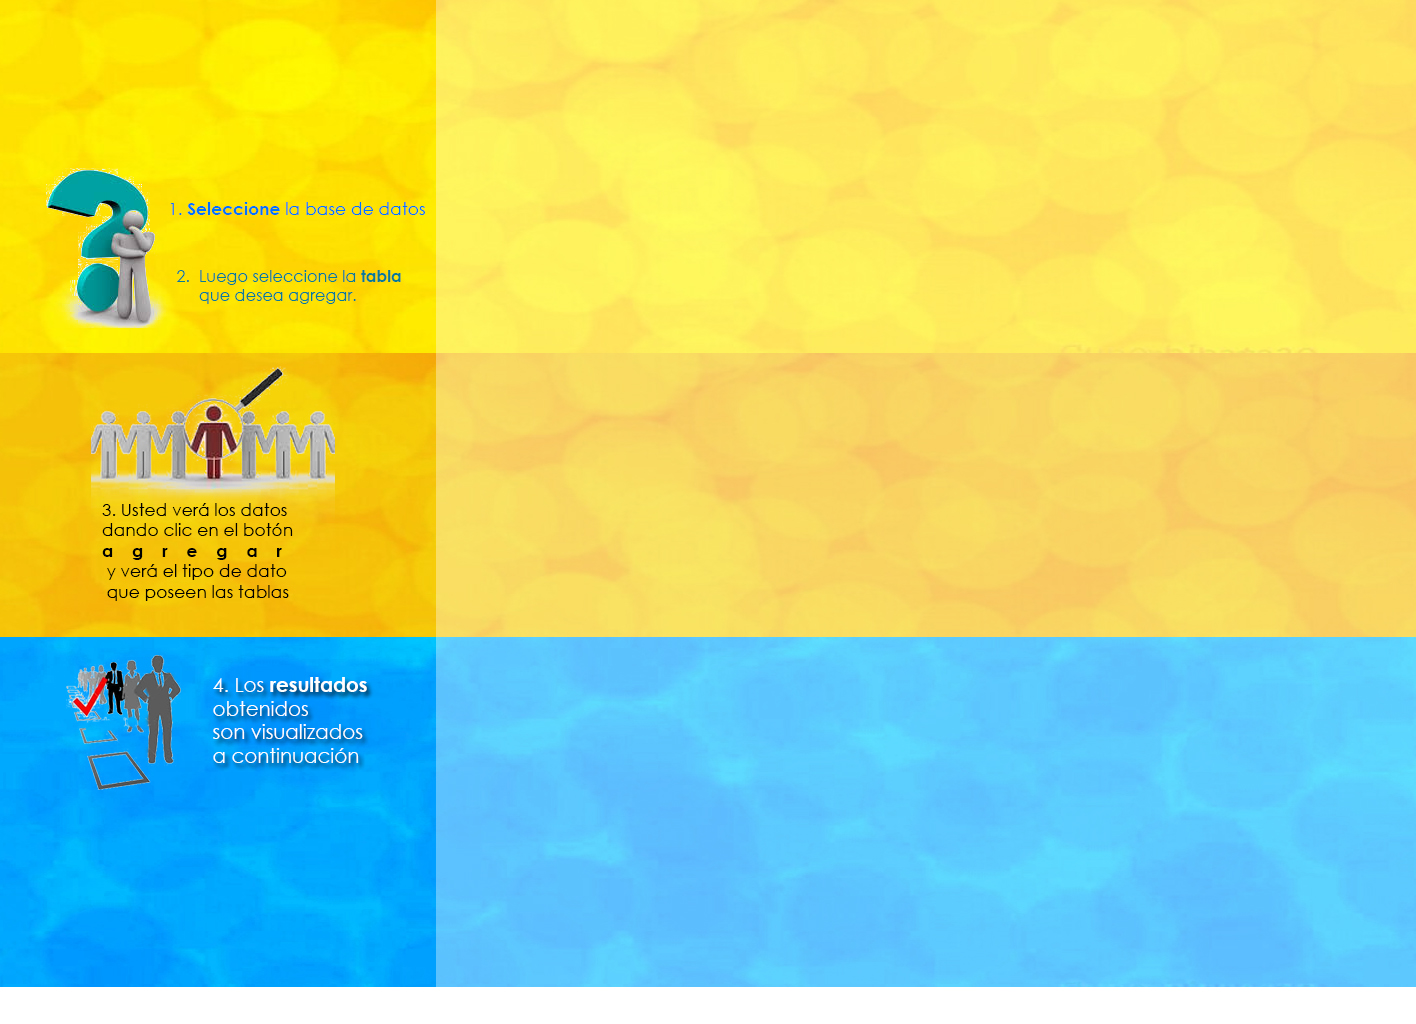 1. Seleccione la base de datos
2. Luego seleccione la tabla
que desea agregar.
3. Usted verá los datos
dando clic en el botón
a g r e g a r
y verá el tipo de dato
que poseen las tablas
4. Los resultados
obtenidos
son visualizados
a continuación